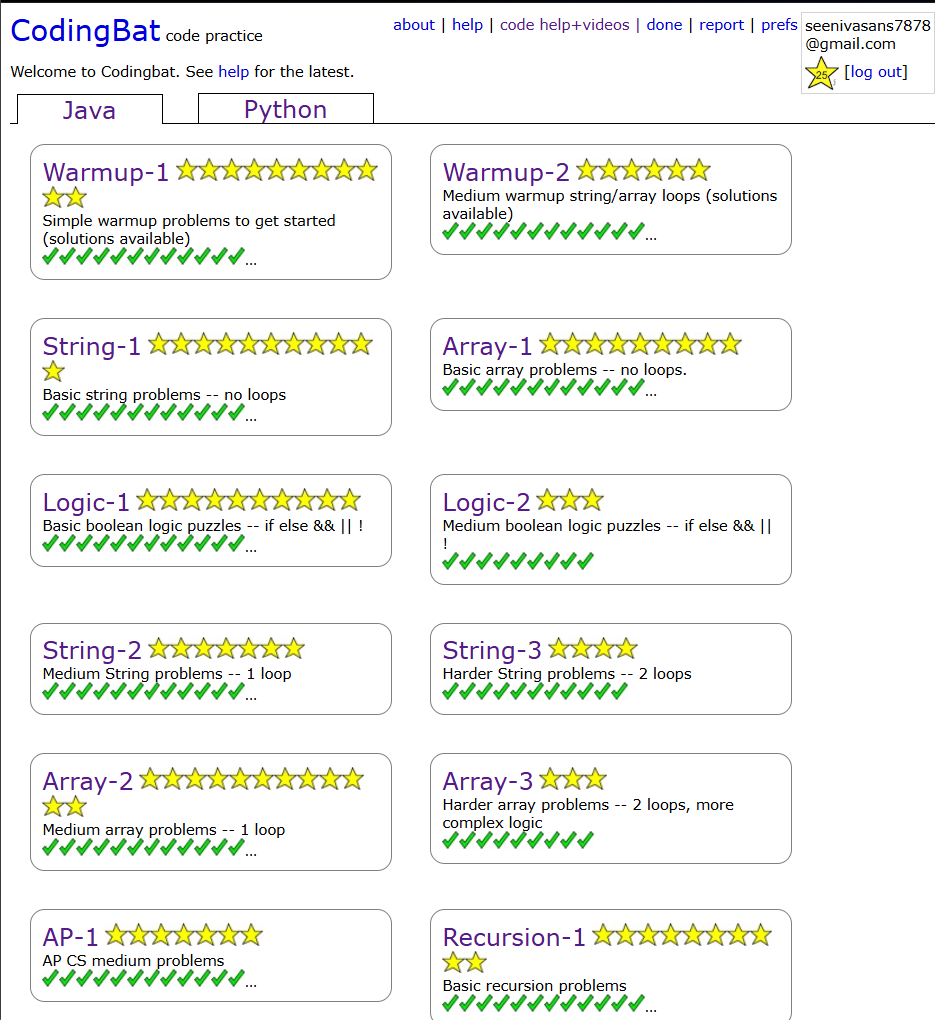 CodingBat code practice
about | help | code help+videos | done | report | prefs
seenivasans7878
@gmail.com
25
[log out]
Welcome to Codingbat. See help for the latest.
Java
Python
Warmup-1
Simple warmup problems to get started
(solutions available)
...
Warmup-2
Medium warmup string/array loops (solutions
available)
...
String-1
Basic string problems -- no loops
...
Array-1
Basic array problems -- no loops.
...
Logic-1
Basic boolean logic puzzles -- if else && || !
...
Logic-2
Medium boolean logic puzzles -- if else && ||
!
String-2
Medium String problems -- 1 loop
...
String-3
Harder String problems -- 2 loops
Array-2
Medium array problems -- 1 loop
...
Array-3
Harder array problems -- 2 loops, more
complex logic
AP-1
AP CS medium problems
...
Recursion-1
Basic recursion problems
...